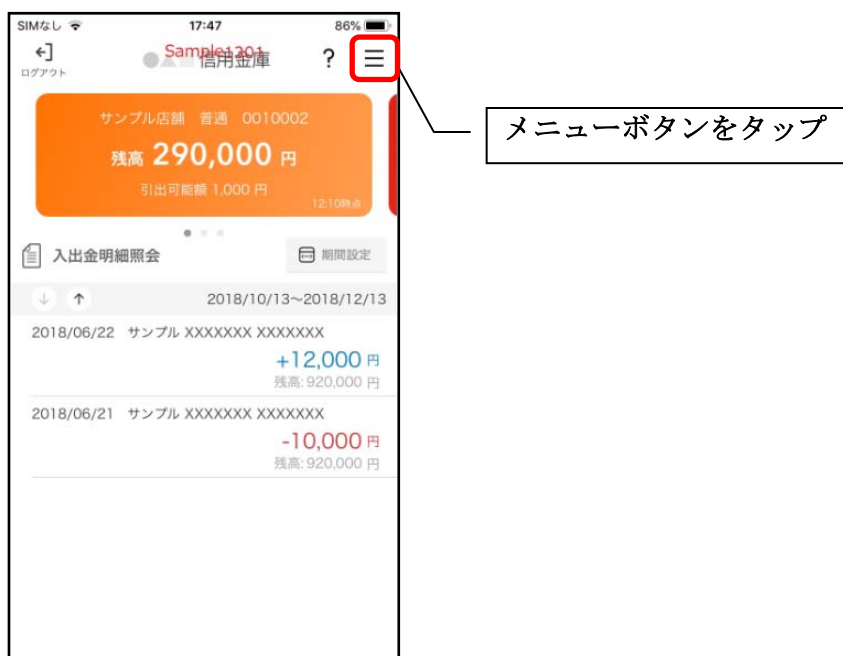 SIMなし 17:47 86%
Sample1201
●▲■信用金庫 ?
ログアウト
メニューボタンをタップ
サンプル店舗 普通 0010002
残高 290,000 円
引出可能額 1,000 円
12:10時点
入出金明細照会 期間設定
↓ ↑ 2018/10/13～2018/12/13
2018/06/22 サンプル XXXXXXX XXXXXXX
+12,000 円
残高: 920,000 円
2018/06/21 サンプル XXXXXXX XXXXXXX
-10,000 円
残高: 920,000 円